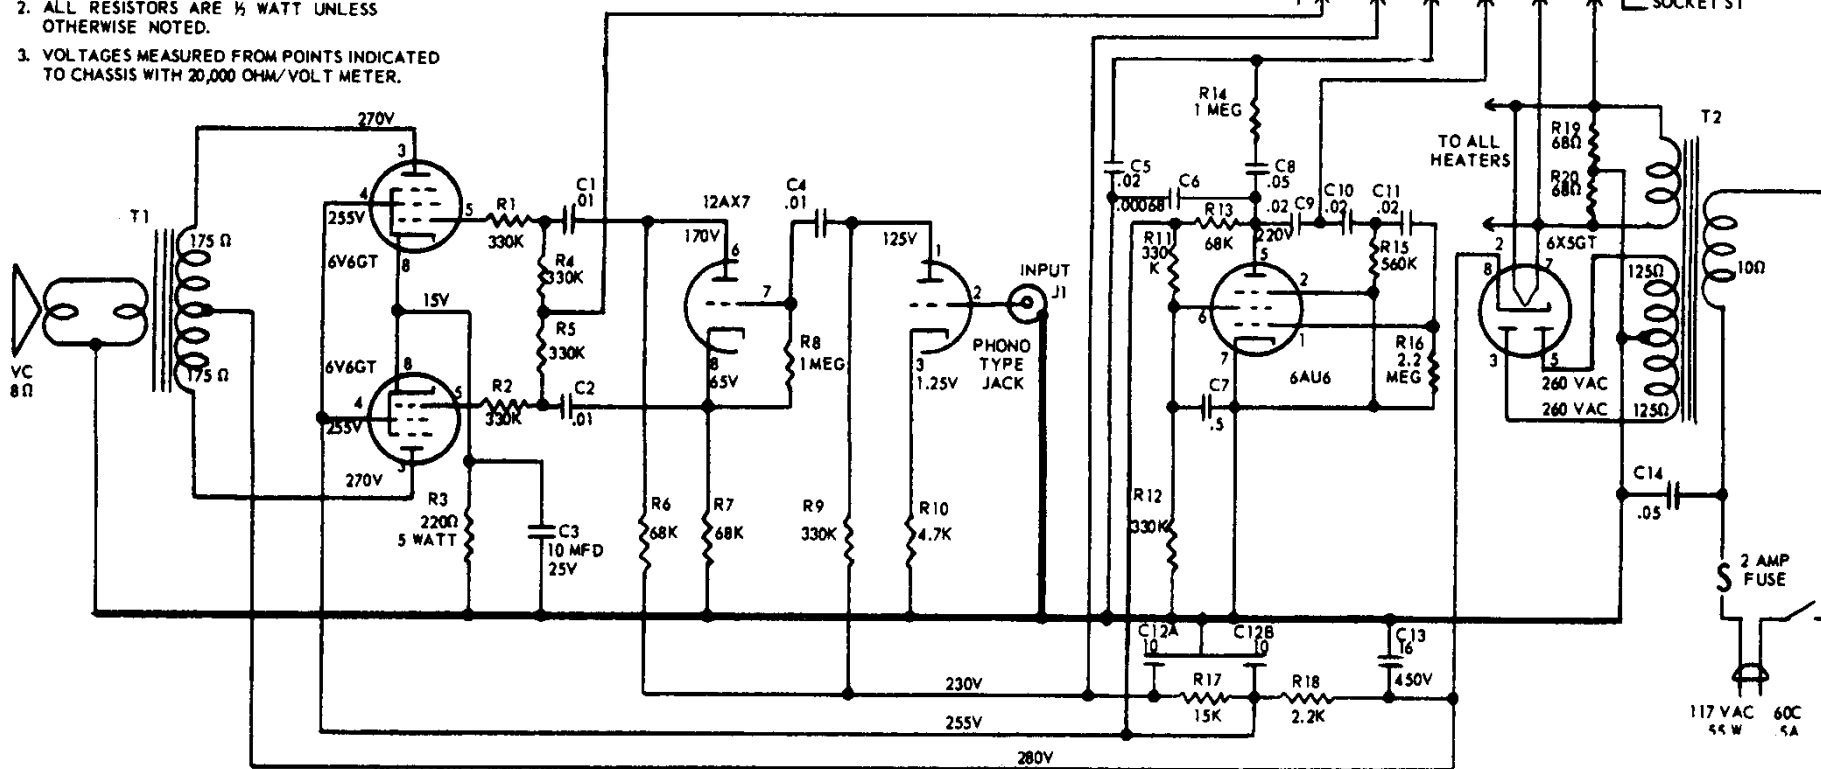 2. ALL RESISTORS ARE ½ WATT UNLESS
OTHERWISE NOTED.
3. VOLTAGES MEASURED FROM POINTS INDICATED
TO CHASSIS WITH 20,000 OHM/VOLT METER.
SOCKET S1
270V
3
4
255V
5
6V6GT
8
T1
175 Ω
175 Ω
VC
8Ω
15V
6V6GT
8
4
255V
5
3
270V
R1
330K
C1
.01
R4
330K
R5
330K
R2
330K
C2
.01
R3
220Ω
5 WATT
C3
10 MFD
25V
12AX7
170V
6
7
8
65V
C4
.01
R8
1MEG
125V
1
2
3
1.25V
INPUT
J1
PHONO
TYPE
JACK
R6
68K
R7
68K
R9
330K
R10
4.7K
R14
1 MEG
C5
.02
C6
.00068
C8
.05
R11
330
K
R13
68K
220V
.02
C9
C10
.02
C11
.02
R15
560K
5
2
6
1
7
6AU6
R16
2.2
MEG
C7
.5
R12
330K
TO ALL
HEATERS
R19
68Ω
R20
68Ω
T2
6X5GT
2
8
7
3
5
125Ω
10Ω
260 VAC
260 VAC
125Ω
C14
.05
2 AMP
FUSE
C12A
10
C12B
10
C13
16
450V
230V
R17
15K
R18
2.2K
255V
280V
117 VAC
60C
55 W
.5A